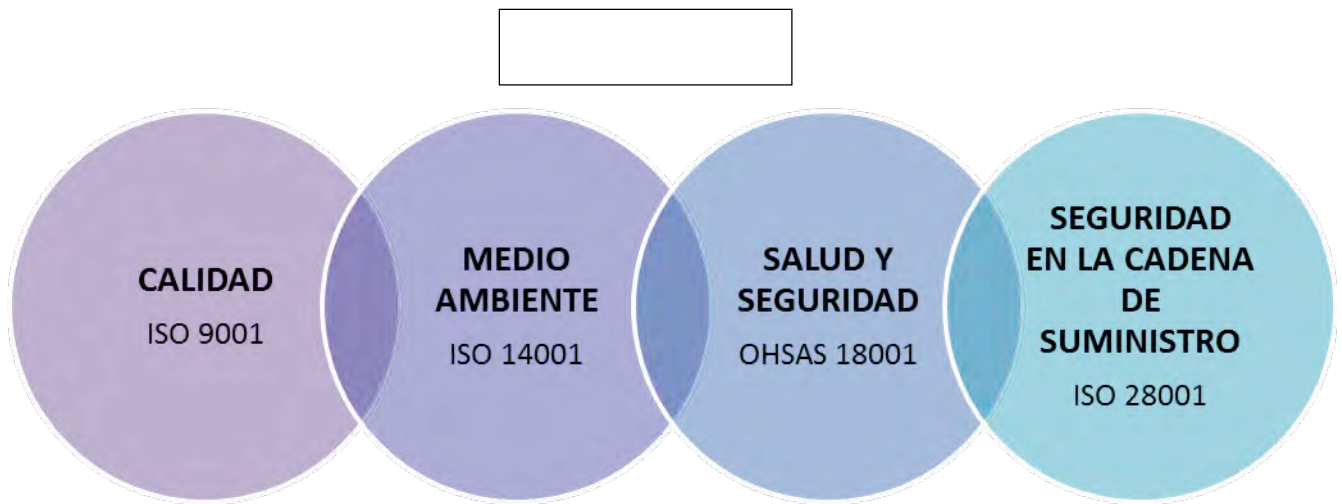 CALIDAD
ISO 9001
MEDIO
AMBIENTE
ISO 14001
SALUD Y
SEGURIDAD
OHSAS 18001
SEGURIDAD
EN LA CADENA
DE
SUMINISTRO
ISO 28001